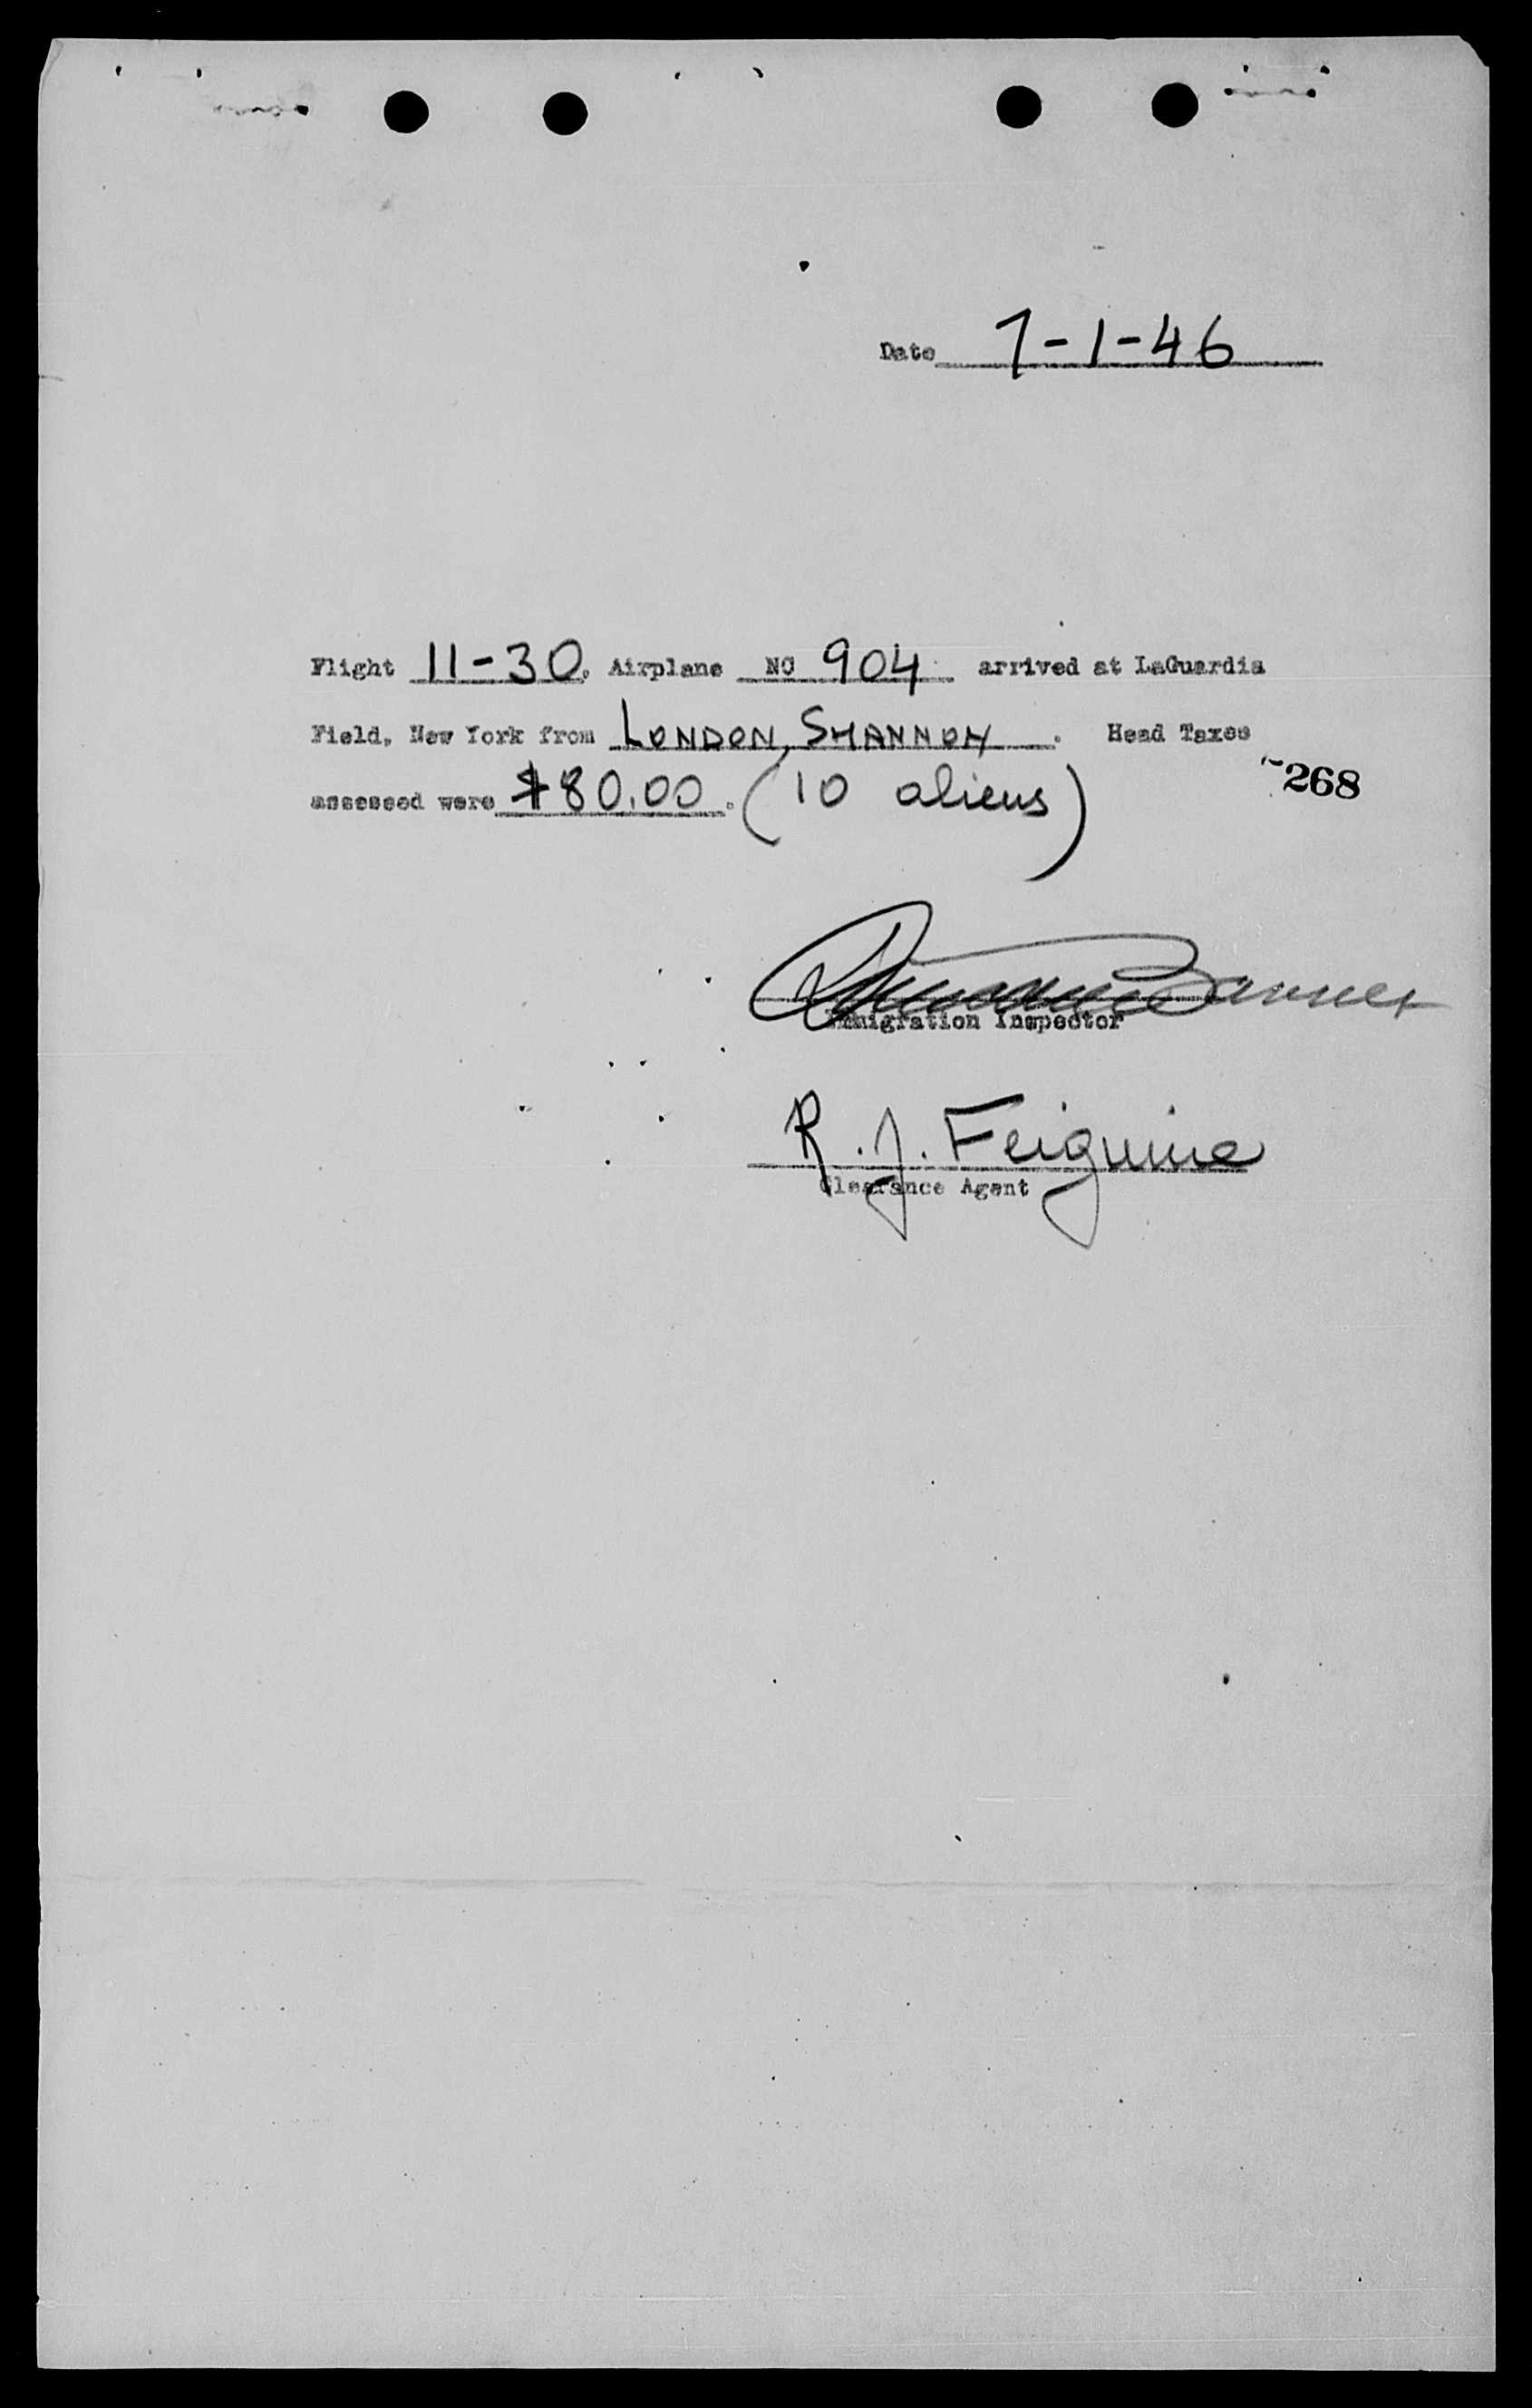 Date 7-1-46
Flight 11-30, Airplane NC 904 arrived at LaGuardia
Field, New York from LONDON, SHANNON. Head Taxes
assessed were $80.00. (10 aliens)
268
Immigration Inspector
R. J. Feiguine
Clearance Agent